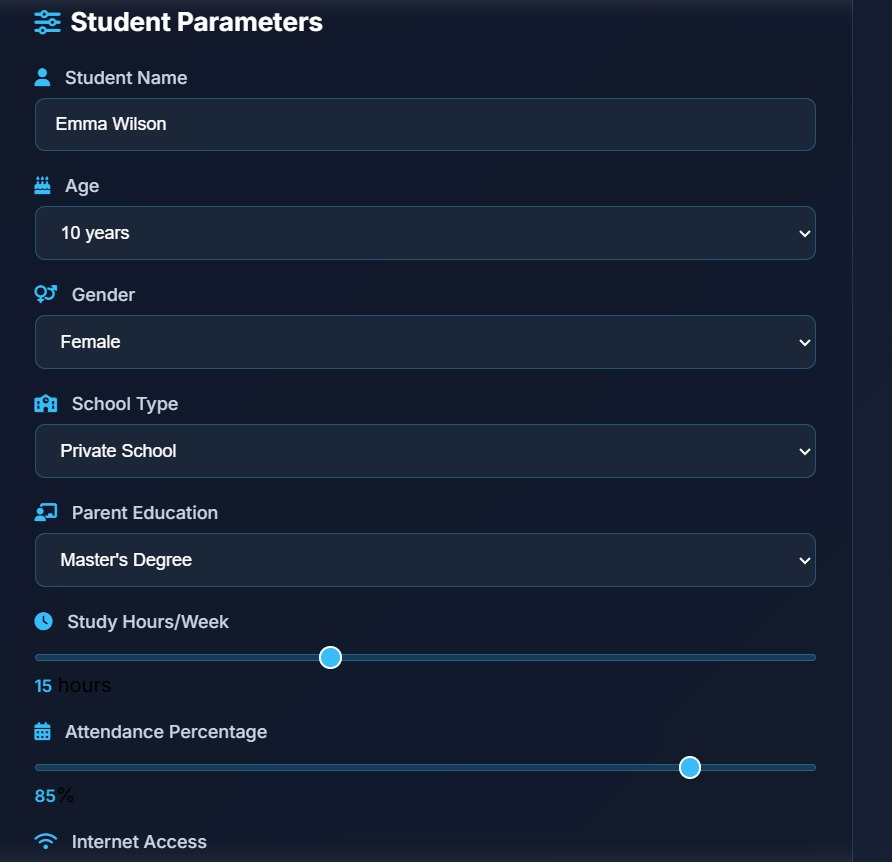 Student Parameters
Student Name
Emma Wilson
Age
10 years
Gender
Female
School Type
Private School
Parent Education
Master's Degree
Study Hours/Week
15 hours
Attendance Percentage
85%
Internet Access